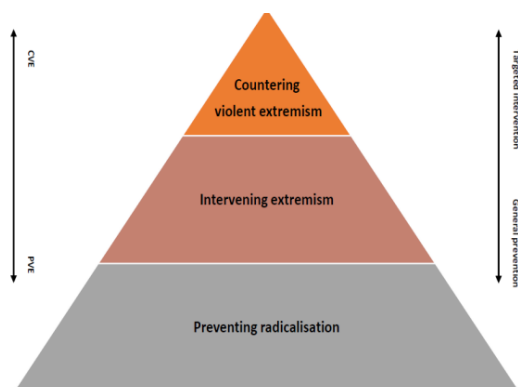 CVE
Targeted intervention
Countering
violent extremism
Intervening extremism
General prevention
PVE
Preventing radicalisation